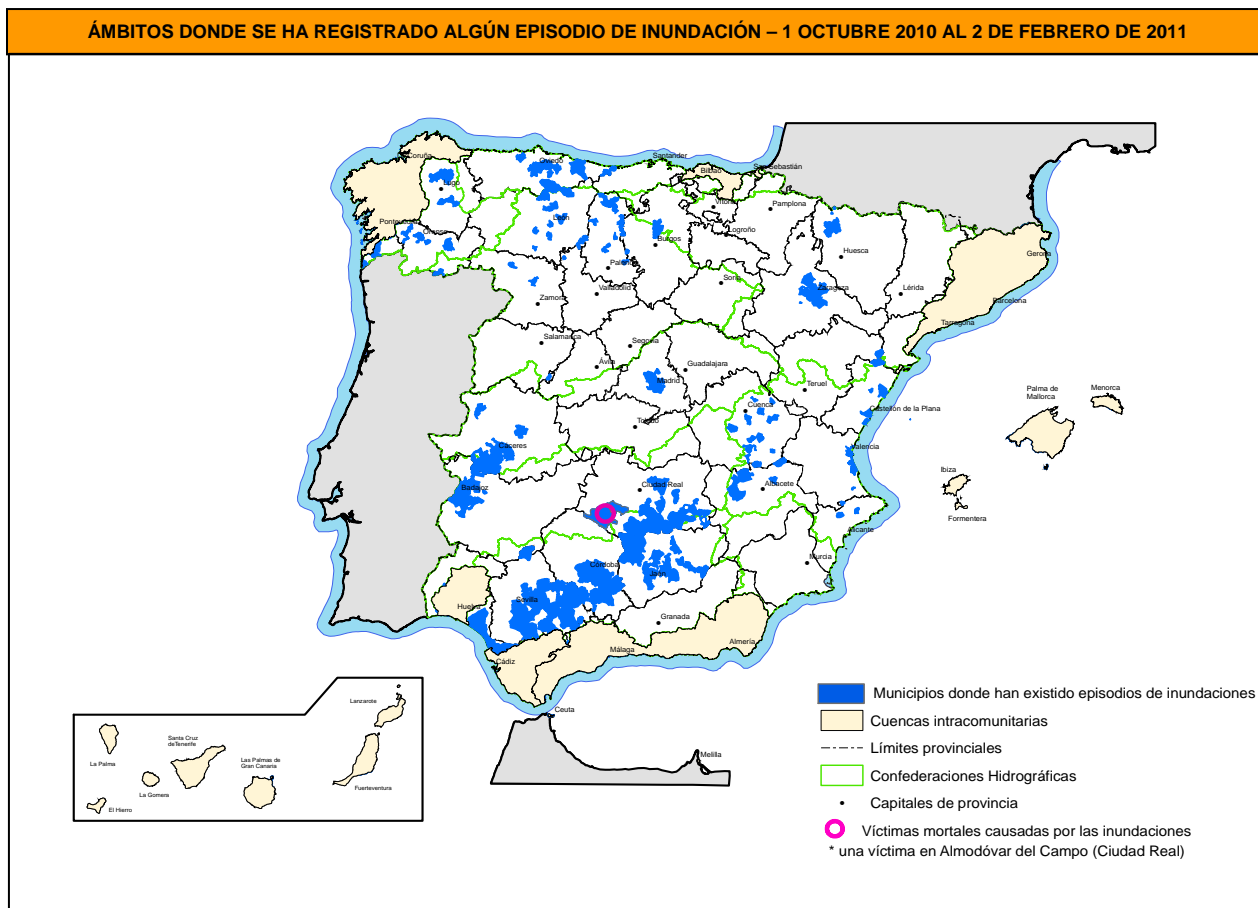 ÁMBITOS DONDE SE HA REGISTRADO ALGÚN EPISODIO DE INUNDACIÓN – 1 OCTUBRE 2010 AL 2 DE FEBRERO DE 2011
Coruña
Oviedo
Santander
San Sebastián
Bilbao
Lugo
Vitoria
Pamplona
Pontevedra
Orense
León
Logroño
Burgos
Huesca
Gerona
Palencia
Soria
Zaragoza
Lérida
Zamora
Valladolid
Barcelona
Tarragona
Salamanca
Segovia
Ávila
Guadalajara
Madrid
Teruel
Palma de
Mallorca
Menorca
Cuenca
Castellón de la Plana
Toledo
Cáceres
Valencia
Ibiza
Badajoz
Ciudad Real
Albacete
Formentera
Alicante
Murcia
Córdoba
Jaén
Sevilla
Huelva
Granada
Almería
Málaga
Cádiz
Ceuta
Melilla
Lanzarote
Santa Cruz
deTenerife
La Palma
Las Palmas de
Gran Canaria
La Gomera
Fuerteventura
El Hierro
Municipios donde han existido episodios de inundaciones
Cuencas intracomunitarias
Límites provinciales
Confederaciones Hidrográficas
Capitales de provincia
Víctimas mortales causadas por las inundaciones
* una víctima en Almodóvar del Campo (Ciudad Real)